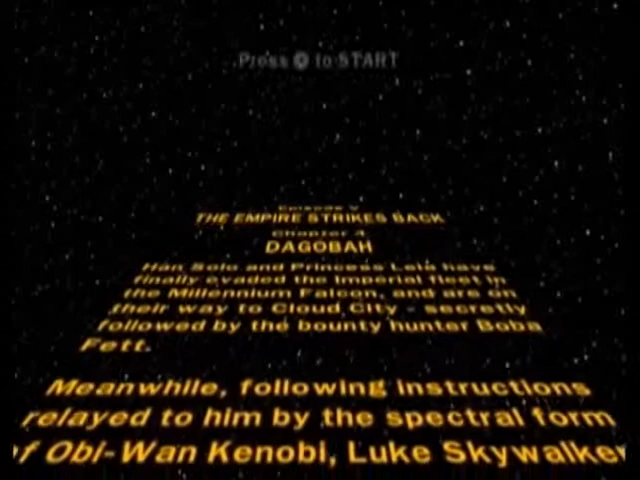 Press to START
Episode V
THE EMPIRE STRIKES BACK
Chapter 4
DAGOBAH
Han Solo and Princess Leia have
finally evaded the Imperial fleet in
the Millennium Falcon, and are on
their way to Cloud City - secretly
followed by the bounty hunter Boba
Fett.
Meanwhile, following instructions
relayed to him by the spectral form
of Obi-Wan Kenobi, Luke Skywalker